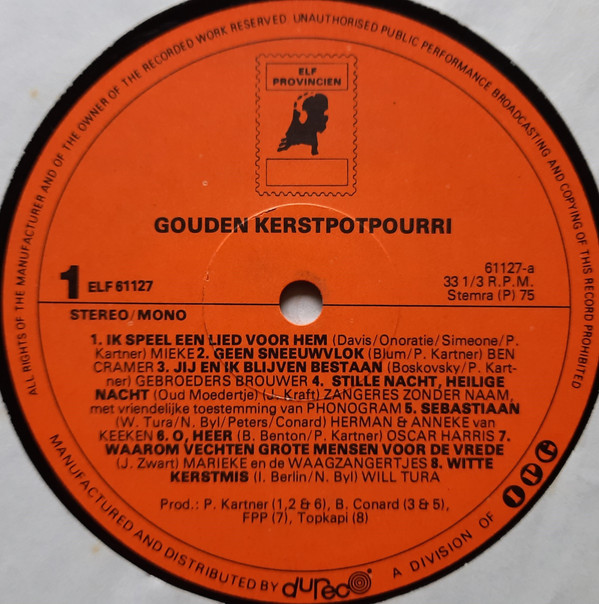 ALL RIGHTS OF THE MANUFACTURER AND OF THE OWNER OF THE RECORDED WORK RESERVED. UNAUTHORISED PUBLIC PERFORMANCE BROADCASTING AND COPYING OF THIS RECORD PROHIBITED
ELF
PROVINCIEN
GOUDEN KERSTPOTPOURRI
1 ELF 61127
61127-a
33 1/3 R.P.M.
Stemra (P) 75
STEREO/MONO
1. IK SPEEL EEN LIED VOOR HEM (Davis/Onoratie/Simeone/P.
Kartner) MIEKE 2. GEEN SNEEUWVLOK (Blum/P. Kartner) BEN
CRAMER 3. JIJ EN IK BLIJVEN BESTAAN (Boskovsky/P. Kart-
ner) GEBROEDERS BROUWER 4. STILLE NACHT, HEILIGE
NACHT (Oud Moedertje) (J. Kraft) ZANGERES ZONDER NAAM,
met vriendelijke toestemming van PHONOGRAM 5. SEBASTIAAN
(W. Tura/N. Byl/Peters/Conard) HERMAN & ANNEKE van
KEEKEN 6. O, HEER (B. Benton/P. Kartner) OSCAR HARRIS 7.
WAAROM VECHTEN GROTE MENSEN VOOR DE VREDE
(J. Zwart) MARIEKE en de WAAGZANGERTJES 8. WITTE
KERSTMIS (I. Berlin/N. Byl) WILL TURA
Prod.: P. Kartner (1,2 & 6), B. Conard (3 & 5),
FPP (7), Topkapi (8)
MANUFACTURED AND DISTRIBUTED BY dureco A DIVISION OF